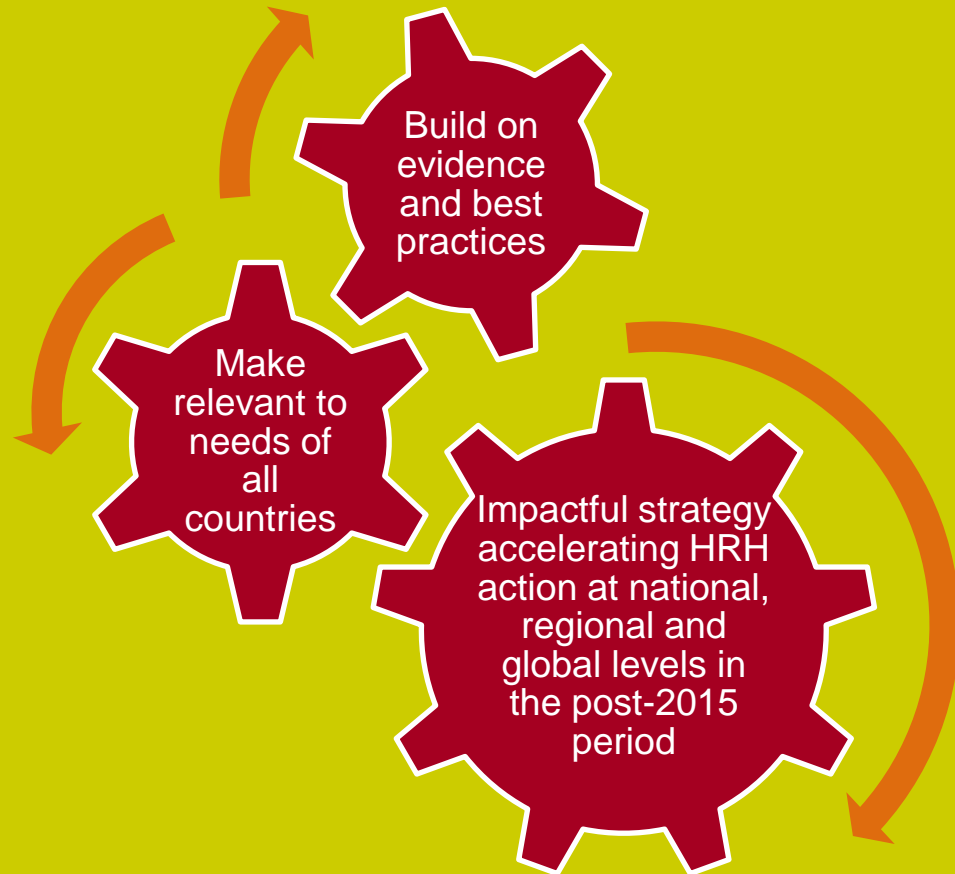 Build on
evidence
and best
practices
Make
relevant to
needs of
all
countries
Impactful strategy
accelerating HRH
action at national,
regional and
global levels in
the post-2015
period